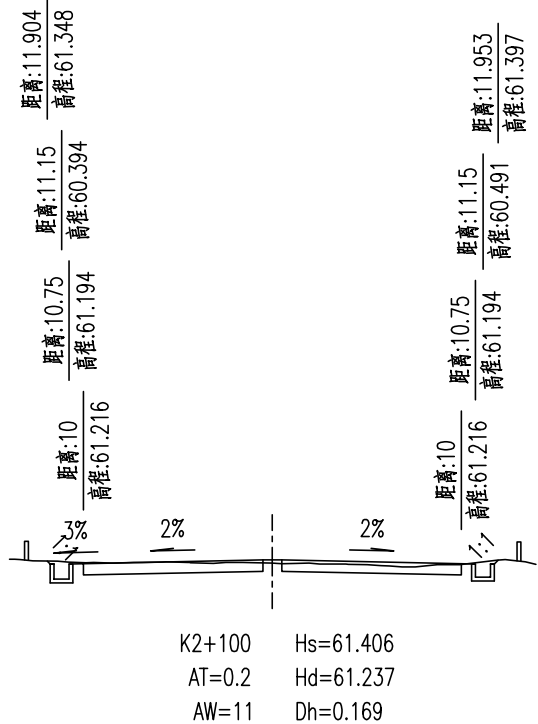 距离:11.904
高程:61.348
距离:11.15
高程:60.394
距离:10.75
高程:61.194
距离:10
高程:61.216
距离:11.953
高程:61.397
距离:11.15
高程:60.491
距离:10.75
高程:61.194
距离:10
高程:61.216
1:1
3%
2%
2%
1:1
K2+100
Hs=61.406
AT=0.2
Hd=61.237
AW=11
Dh=0.169